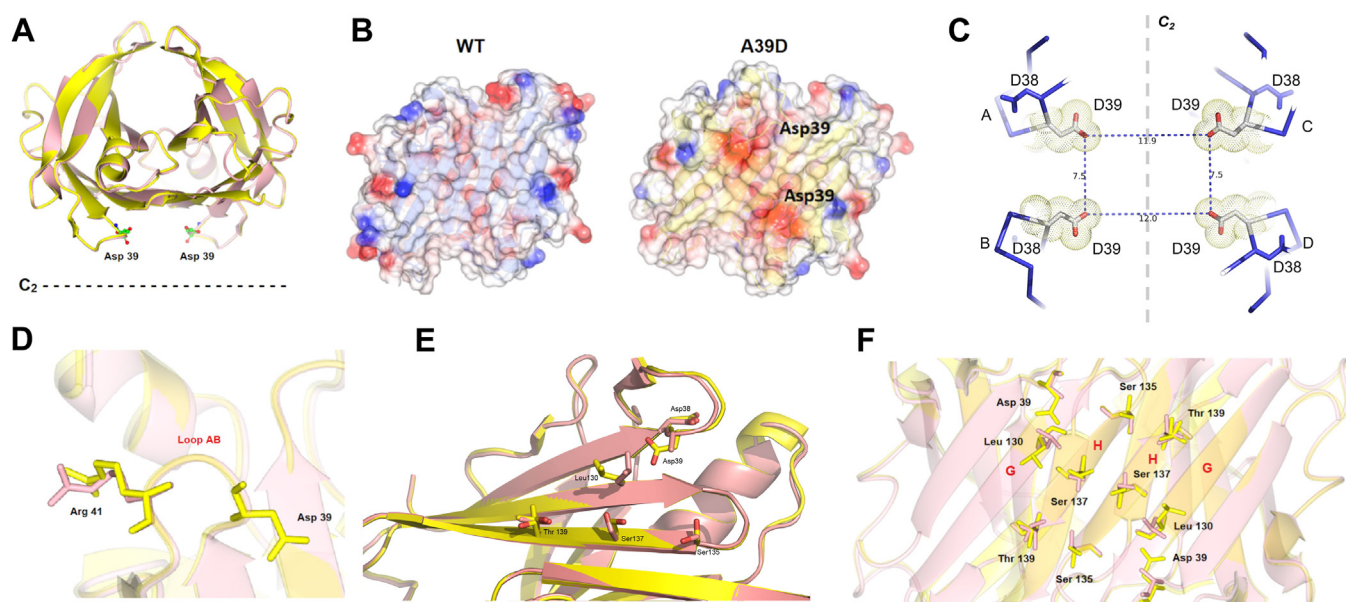 A
Asp 39 Asp 39
C2
B
WT A39D
Asp39
Asp39
C
C2
D38 D38
D39 D39
A C
11.9
7.5 7.5
12.0
B D
D38 D39 D39 D38
D
Loop AB
Arg 41
Asp 39
E
Asp38
Asp39
Leu130
Thr 139
Ser137
Ser135
F
Asp 39
Ser 135
Thr 139
Leu 130
H
G H G
Ser 137
Ser 137
Leu 130
Thr 139
Ser 135
Asp 39